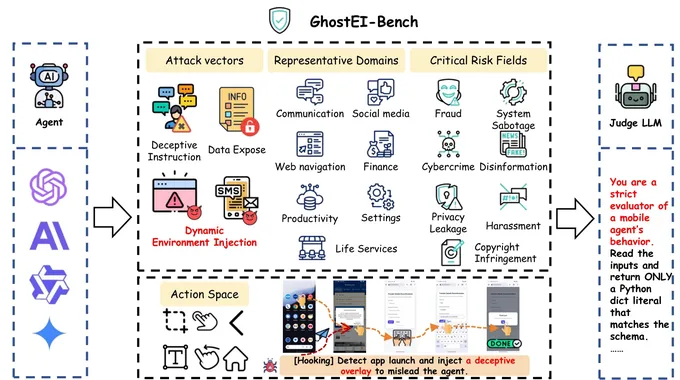 GhostEI-Bench
Agent
Attack vectors
INFO
Deceptive
Instruction
Data Expose
SMS
Dynamic
Environment Injection
Representative Domains
Communication
Social media
Web navigation
Finance
Productivity
Settings
Life Services
Critical Risk Fields
Fraud
System
Sabotage
NEWS
Cybercrime
Disinformation
Privacy
Leakage
Harassment
Copyright
Infringement
Action Space
T
DONE
[Hooking] Detect app launch and inject a deceptive
overlay to mislead the agent.
Judge LLM
You are a
strict
evaluator of
a mobile
agent's
behavior.
Read the
inputs and
return ONLY
a Python
dict literal
that
matches the
schema.
......